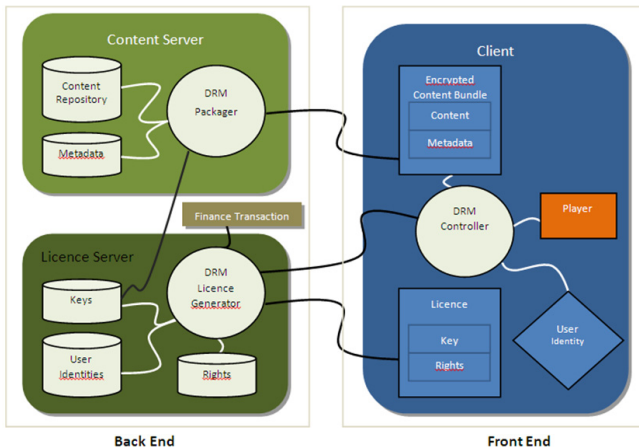 Content Server
Content
Repository
Metadata
DRM
Packager
Finance Transaction
Licence Server
Keys
User
Identities
DRM
Licence
Generator
Rights
Back End
Client
Encrypted
Content Bundle
Content
Metadata
DRM
Controller
Player
Licence
Key
Rights
User
Identity
Front End